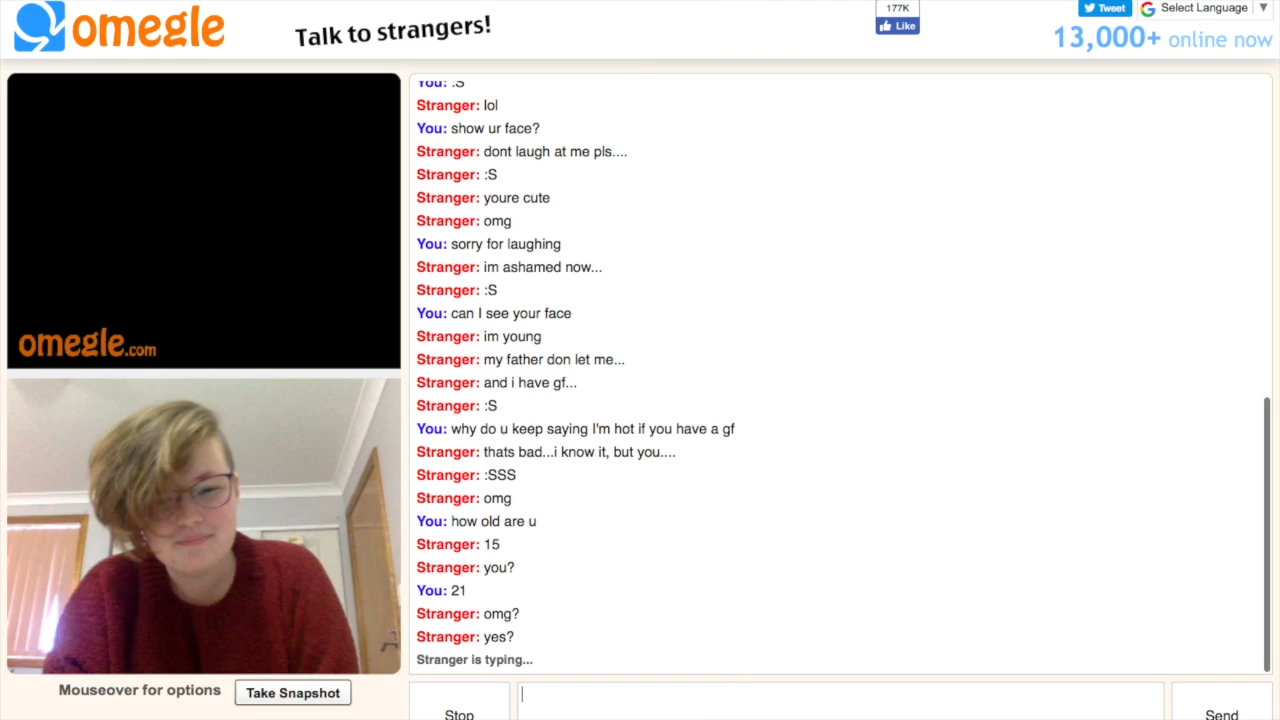 omegle
Talk to strangers!
177K
Like
Tweet
Select Language ▼
13,000+ online now
You: :S
Stranger: lol
You: show ur face?
Stranger: dont laugh at me pls....
Stranger: :S
Stranger: youre cute
Stranger: omg
You: sorry for laughing
Stranger: im ashamed now...
Stranger: :S
You: can I see your face
Stranger: im young
Stranger: my father don let me...
Stranger: and i have gf...
Stranger: :S
You: why do u keep saying I'm hot if you have a gf
Stranger: thats bad...i know it, but you....
Stranger: :SSS
Stranger: omg
You: how old are u
Stranger: 15
Stranger: you?
You: 21
Stranger: omg?
Stranger: yes?
Stranger is typing...
omegle.com
Mouseover for options
Take Snapshot
Stop
Send